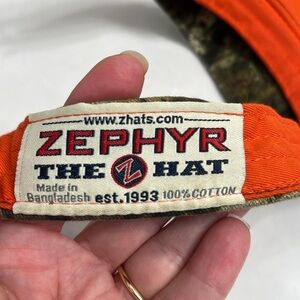 www.zhats.com
ZEPHYR
THE Z HAT
Made in
Bangladesh est.1993 100% COTTON